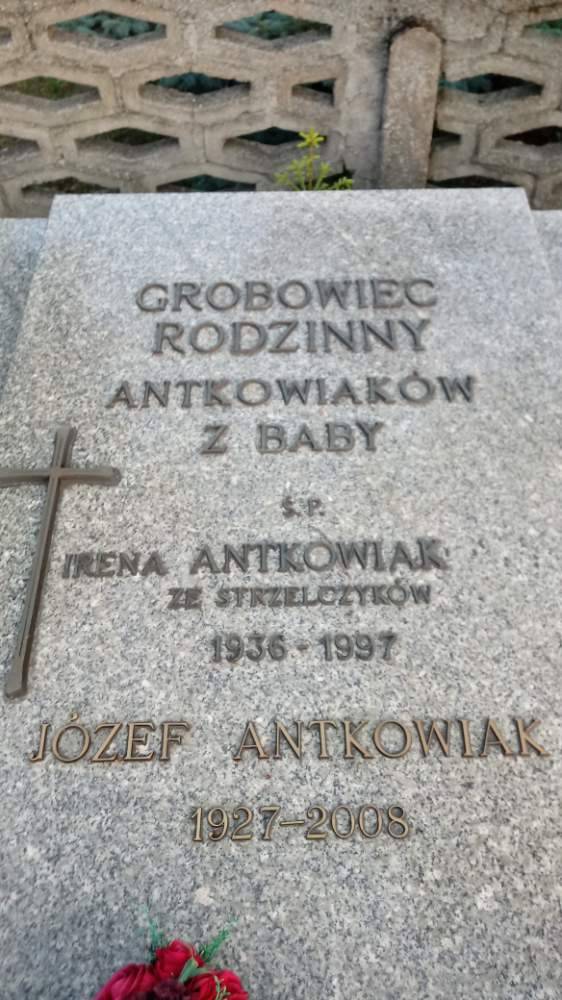 GROBOWIEC
RODZINNY
ANTKOWIAKÓW
Z BABY
Ś.P.
IRENA ANTKOWIAK
ZE STRZELCZYKÓW
1936 - 1997
JÓZEF ANTKOWIAK
1927-2008